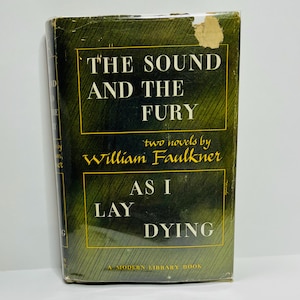 THE SOUND
AND THE
FURY
two novels by
William Faulkner
AS I
LAY
DYING
A MODERN LIBRARY BOOK